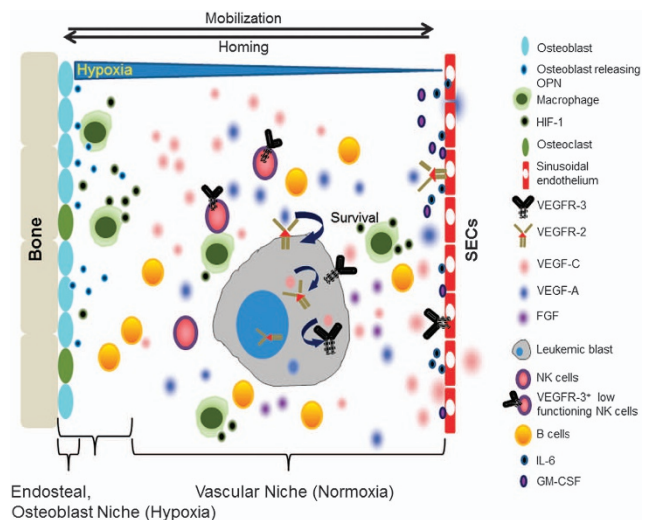 Mobilization
Homing
Hypoxia
Bone
Survival
SECs
Endosteal,
Osteoblast Niche (Hypoxia)
Vascular Niche (Normoxia)
Osteoblast
Osteoblast releasing
OPN
Macrophage
HIF-1
Osteoclast
Sinusoidal
endothelium
VEGFR-3
VEGFR-2
VEGF-C
VEGF-A
FGF
Leukemic blast
NK cells
VEGFR-3⁺ low
functioning NK cells
B cells
IL-6
GM-CSF